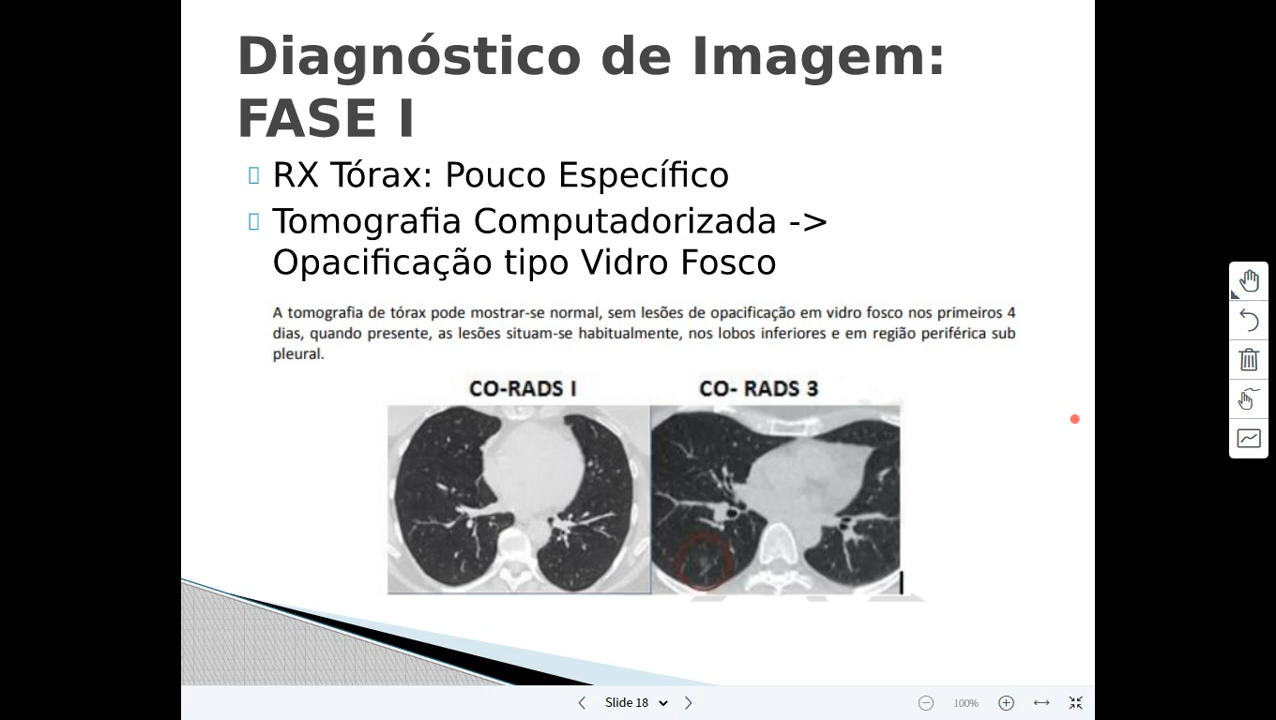 Diagnóstico de Imagem:
FASE I
RX Tórax: Pouco Específico
Tomografia Computadorizada ->
Opacificação tipo Vidro Fosco
A tomografia de tórax pode mostrar-se normal, sem lesões de opacificação em vidro fosco nos primeiros 4
dias, quando presente, as lesões situam-se habitualmente, nos lobos inferiores e em região periférica sub
pleural.
CO-RADS I
CO- RADS 3
Slide 18
100%